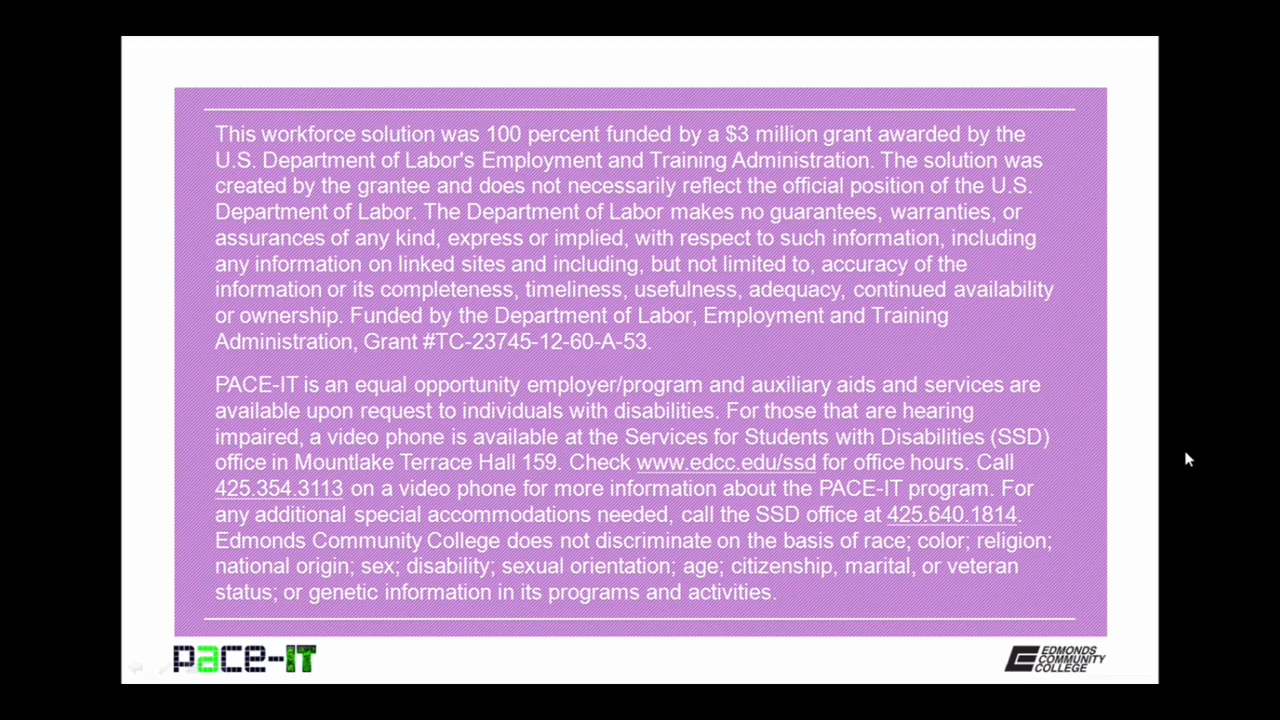 This workforce solution was 100 percent funded by a $3 million grant awarded by the
U.S. Department of Labor's Employment and Training Administration. The solution was
created by the grantee and does not necessarily reflect the official position of the U.S.
Department of Labor. The Department of Labor makes no guarantees, warranties, or
assurances of any kind, express or implied, with respect to such information, including
any information on linked sites and including, but not limited to, accuracy of the
information or its completeness, timeliness, usefulness, adequacy, continued availability
or ownership. Funded by the Department of Labor, Employment and Training
Administration, Grant #TC-23745-12-60-A-53.
PACE-IT is an equal opportunity employer/program and auxiliary aids and services are
available upon request to individuals with disabilities. For those that are hearing
impaired, a video phone is available at the Services for Students with Disabilities (SSD)
office in Mountlake Terrace Hall 159. Check www.edcc.edu/ssd for office hours. Call
425.354.3113 on a video phone for more information about the PACE-IT program. For
any additional special accommodations needed, call the SSD office at 425.640.1814.
Edmonds Community College does not discriminate on the basis of race; color; religion;
national origin; sex; disability; sexual orientation; age; citizenship, marital, or veteran
status; or genetic information in its programs and activities.
pace-IT
EDMONDS
COMMUNITY
COLLEGE